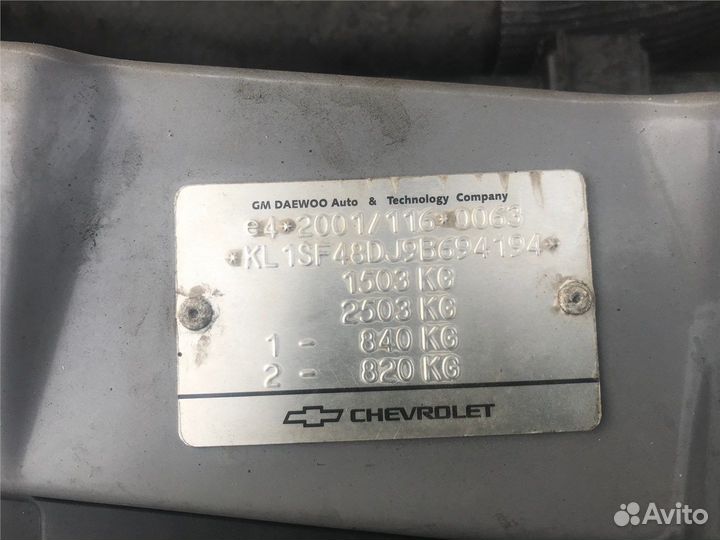 GM DAEWOO Auto & Technology Company
e4*2001/116*0063
*KL1SF48DJ9B694194*
1503 KG
2503 KG
1 - 840 KG
2 - 820 KG
CHEVROLET
Avito